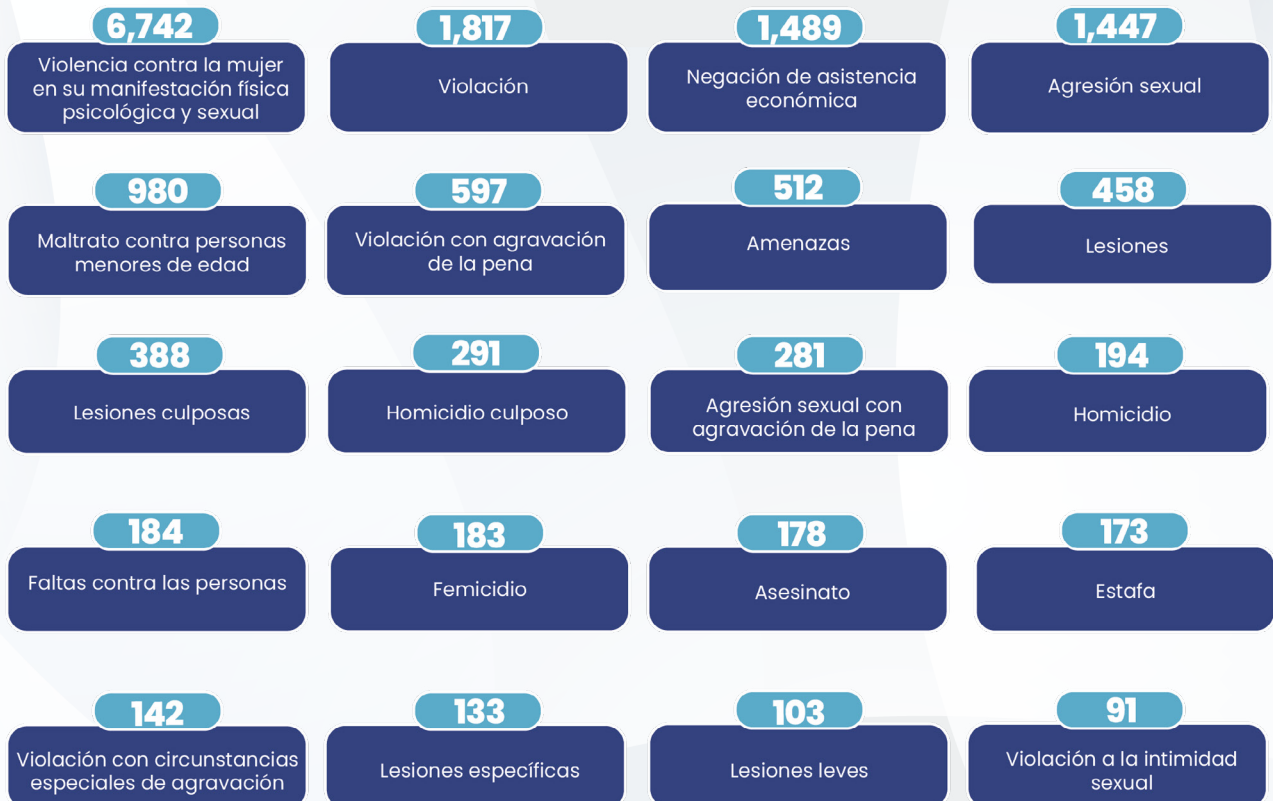 6,742
Violencia contra la mujer
en su manifestación física
psicológica y sexual
1,817
Violación
1,489
Negación de asistencia
económica
1,447
Agresión sexual
980
Maltrato contra personas
menores de edad
597
Violación con agravación
de la pena
512
Amenazas
458
Lesiones
388
Lesiones culposas
291
Homicidio culposo
281
Agresión sexual con
agravación de la pena
194
Homicidio
184
Faltas contra las personas
183
Femicidio
178
Asesinato
173
Estafa
142
Violación con circunstancias
especiales de agravación
133
Lesiones específicas
103
Lesiones leves
91
Violación a la intimidad
sexual